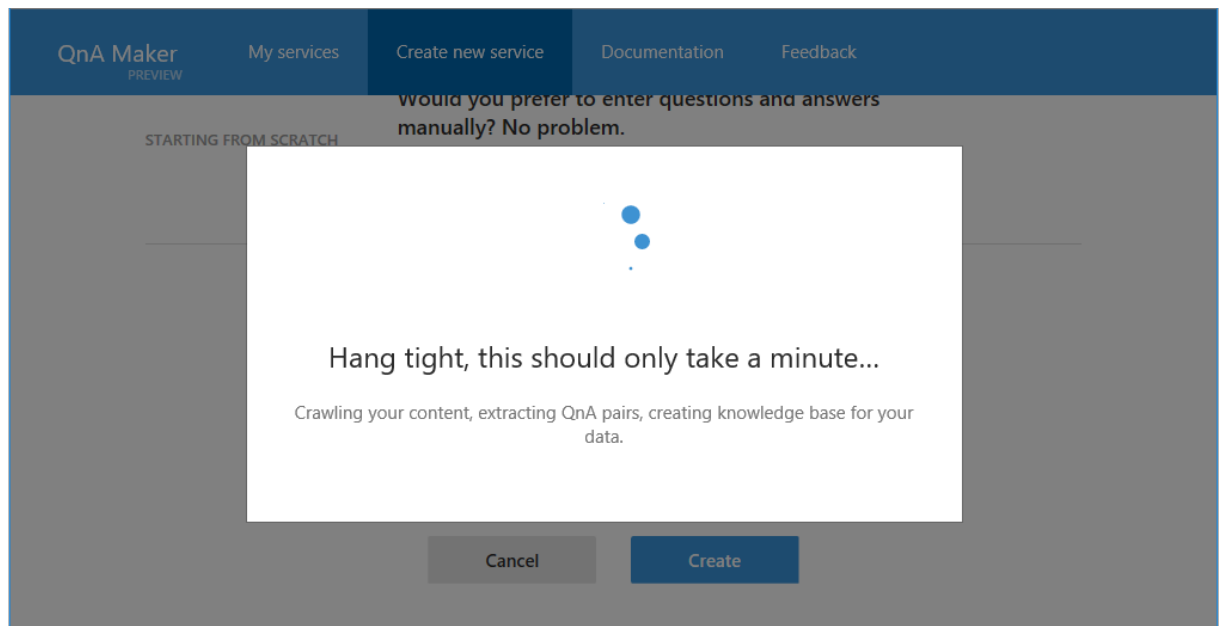 QnA Maker My services Create new service Documentation Feedback
PREVIEW
Would you prefer to enter questions and answers
manually? No problem.
STARTING FROM SCRATCH
Hang tight, this should only take a minute...
Crawling your content, extracting QnA pairs, creating knowledge base for your
data.
Cancel Create